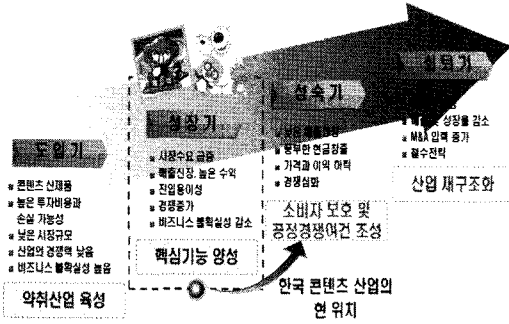 도입기
콘텐츠 신제품
높은 투자비용과
손실 가능성
낮은 시장규모
산업의 경쟁력 낮음
비즈니스 불확실성 높음
약취산업 육성
성장기
시장수요 급증
매출신장, 높은 수익
진입용이성
경쟁증가
비즈니스 불확실성 감소
핵심기능 양성
성숙기
풍부한 현금창출
가격과 이익 하락
경쟁심화
소비자 보호 및
공정경쟁여건 조성
쇠퇴기
성장률 감소
M&A 압력 증가
철수전략
산업 재구조화
한국 콘텐츠 산업의
현 위치